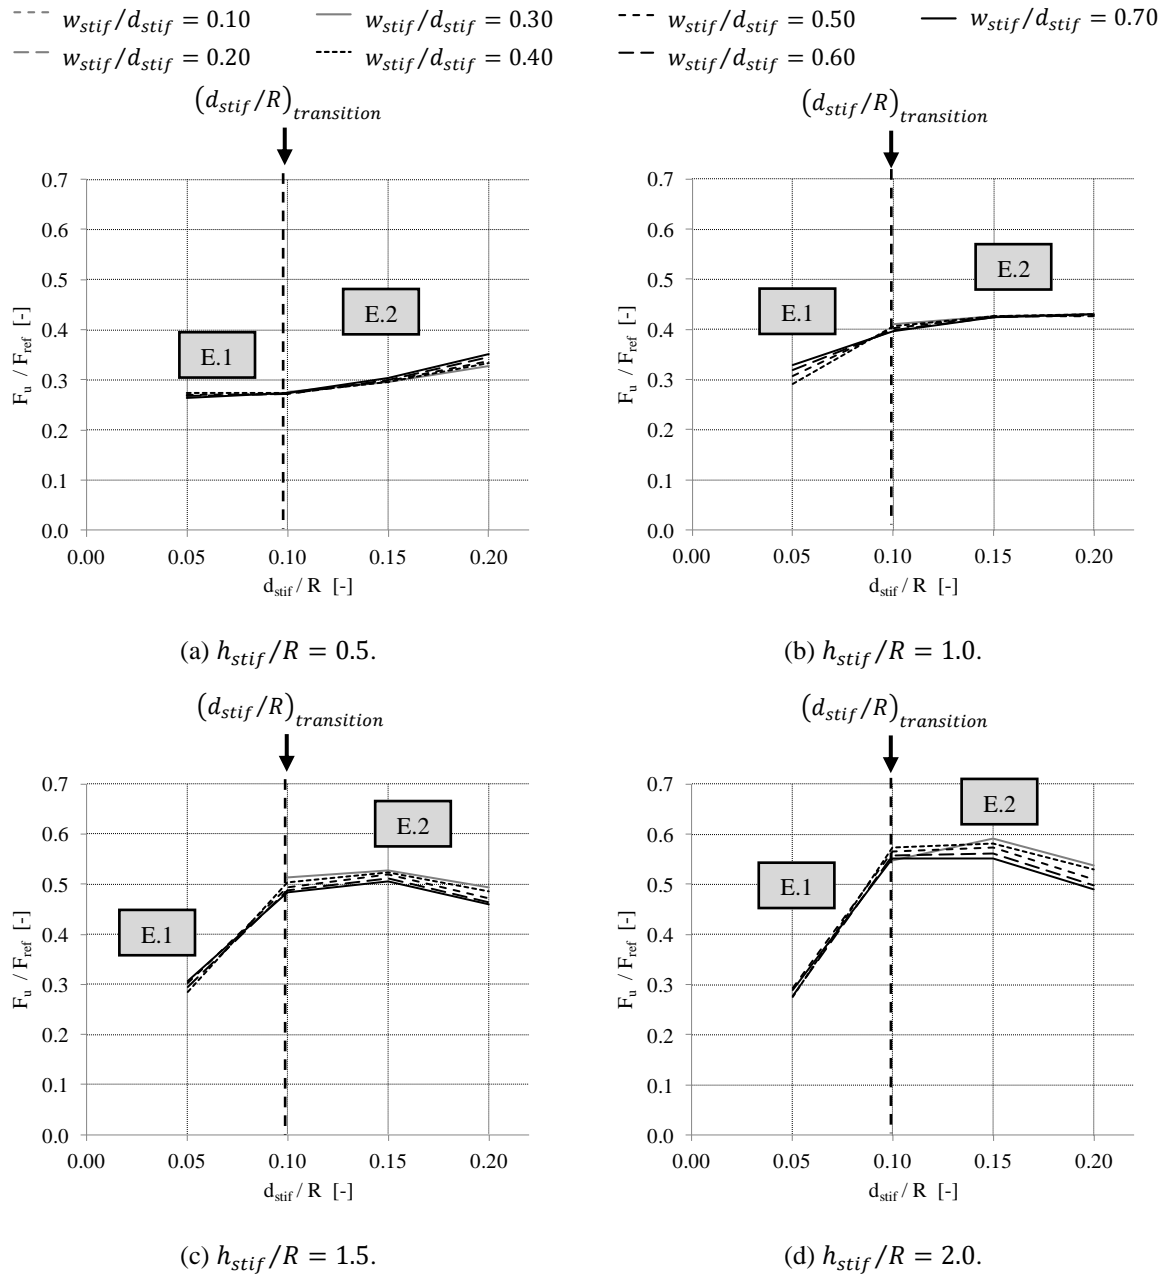 w_stif/d_stif = 0.10   w_stif/d_stif = 0.30   w_stif/d_stif = 0.50   w_stif/d_stif = 0.70
w_stif/d_stif = 0.20   w_stif/d_stif = 0.40   w_stif/d_stif = 0.60
(d_stif/R)_transition
E.1
E.2
0.7
0.6
0.5
0.4
0.3
0.2
0.1
0.0
F_u / F_ref [-]
0.00 0.05 0.10 0.15 0.20
d_stif / R [-]
(a) h_stif/R = 0.5.
(d_stif/R)_transition
E.1
E.2
0.7
0.6
0.5
0.4
0.3
0.2
0.1
0.0
F_u / F_ref [-]
0.00 0.05 0.10 0.15 0.20
d_stif / R [-]
(b) h_stif/R = 1.0.
(d_stif/R)_transition
E.1
E.2
0.7
0.6
0.5
0.4
0.3
0.2
0.1
0.0
F_u / F_ref [-]
0.00 0.05 0.10 0.15 0.20
d_stif / R [-]
(c) h_stif/R = 1.5.
(d_stif/R)_transition
E.1
E.2
0.7
0.6
0.5
0.4
0.3
0.2
0.1
0.0
F_u / F_ref [-]
0.00 0.05 0.10 0.15 0.20
d_stif / R [-]
(d) h_stif/R = 2.0.